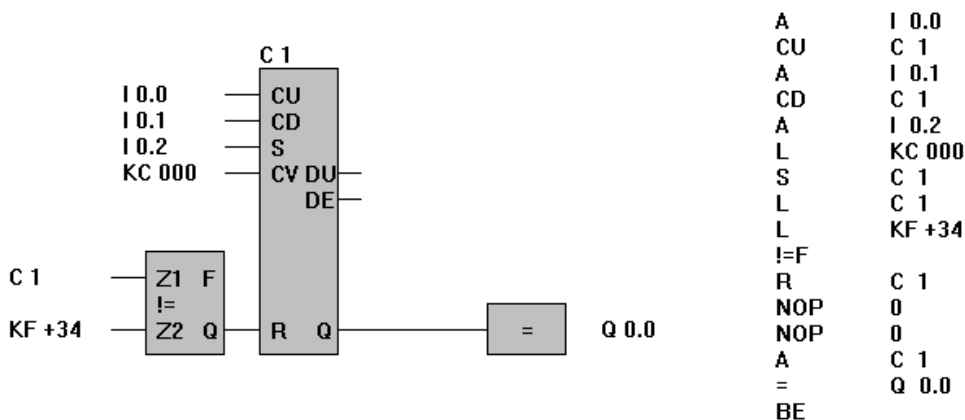 C 1
I 0.0 CU
I 0.1 CD
I 0.2 S
KC 000 CV DU
DE
C 1 Z1 F
!=
KF +34 Z2 Q R Q = Q 0.0
A I 0.0
CU C 1
A I 0.1
CD C 1
A I 0.2
L KC 000
S C 1
L C 1
L KF +34
!=F
R C 1
NOP 0
NOP 0
A C 1
= Q 0.0
BE